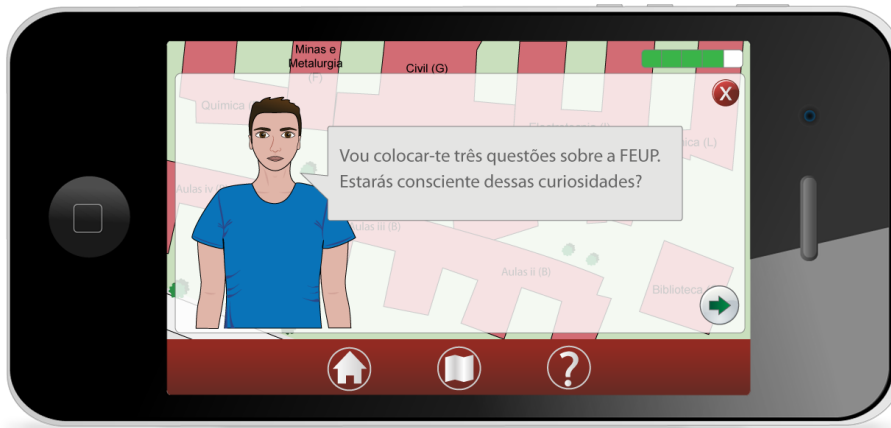 Minas e
Metalurgia
(F)
Civil (G)
Química
X
Vou colocar-te três questões sobre a FEUP.
Estarás consciente dessas curiosidades?
Aulas iv
Aulas iii (B)
Aulas ii (B)
Biblioteca
?